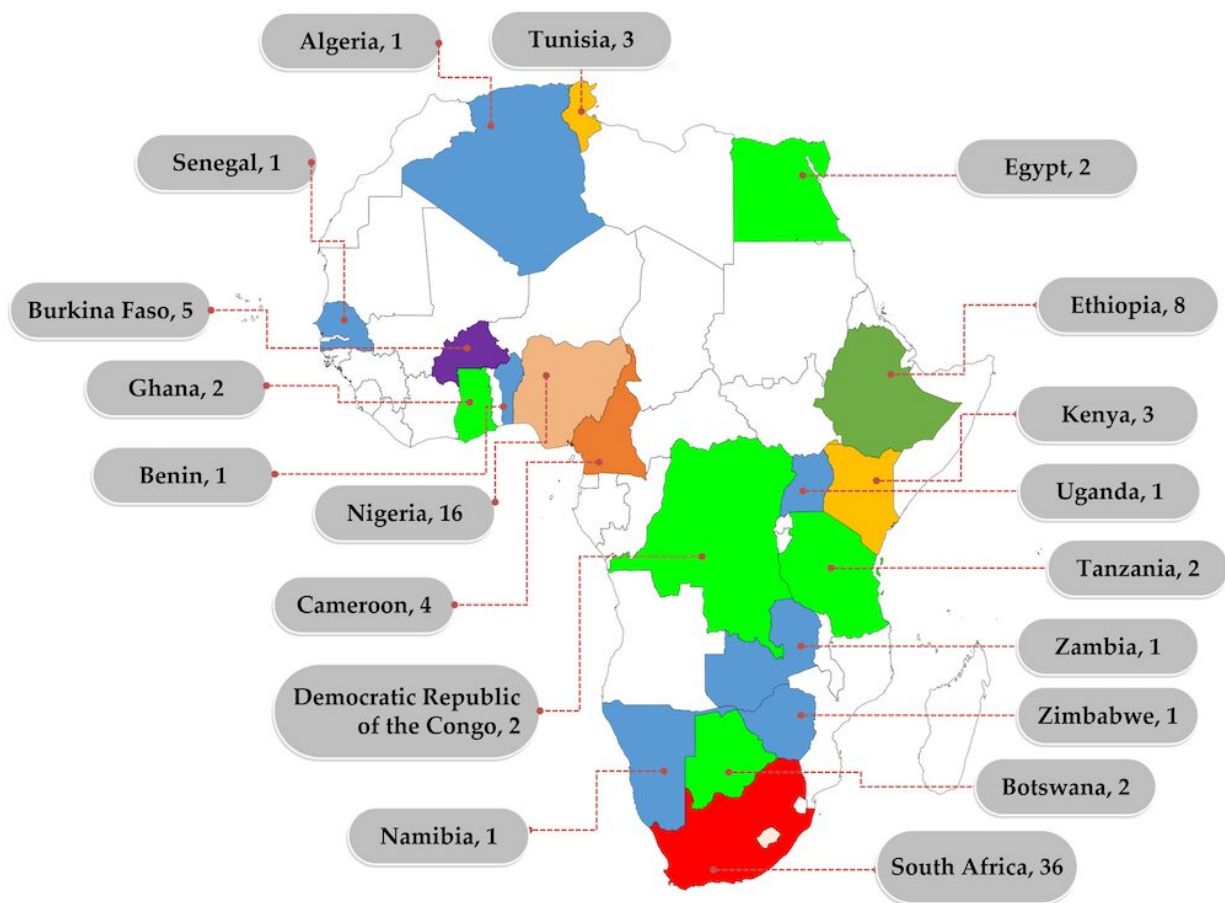 Algeria, 1
Tunisia, 3
Senegal, 1
Egypt, 2
Burkina Faso, 5
Ethiopia, 8
Ghana, 2
Kenya, 3
Benin, 1
Uganda, 1
Nigeria, 16
Tanzania, 2
Cameroon, 4
Zambia, 1
Democratic Republic
of the Congo, 2
Zimbabwe, 1
Botswana, 2
Namibia, 1
South Africa, 36